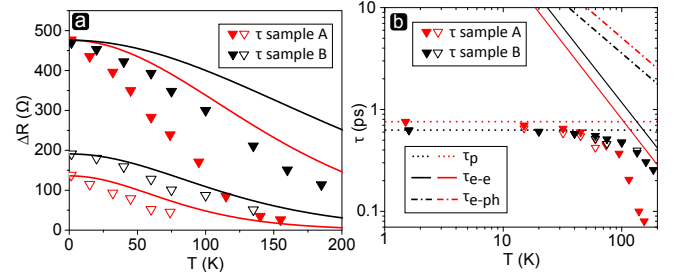 a
τ sample A
τ sample B
500
400
300
200
100
0
ΔR (Ω)
0 50 100 150 200
T (K)
b
τ sample A
τ sample B
10
1
0.1
τ (ps)
τp
τe-e
τe-ph
1 10 100
T (K)